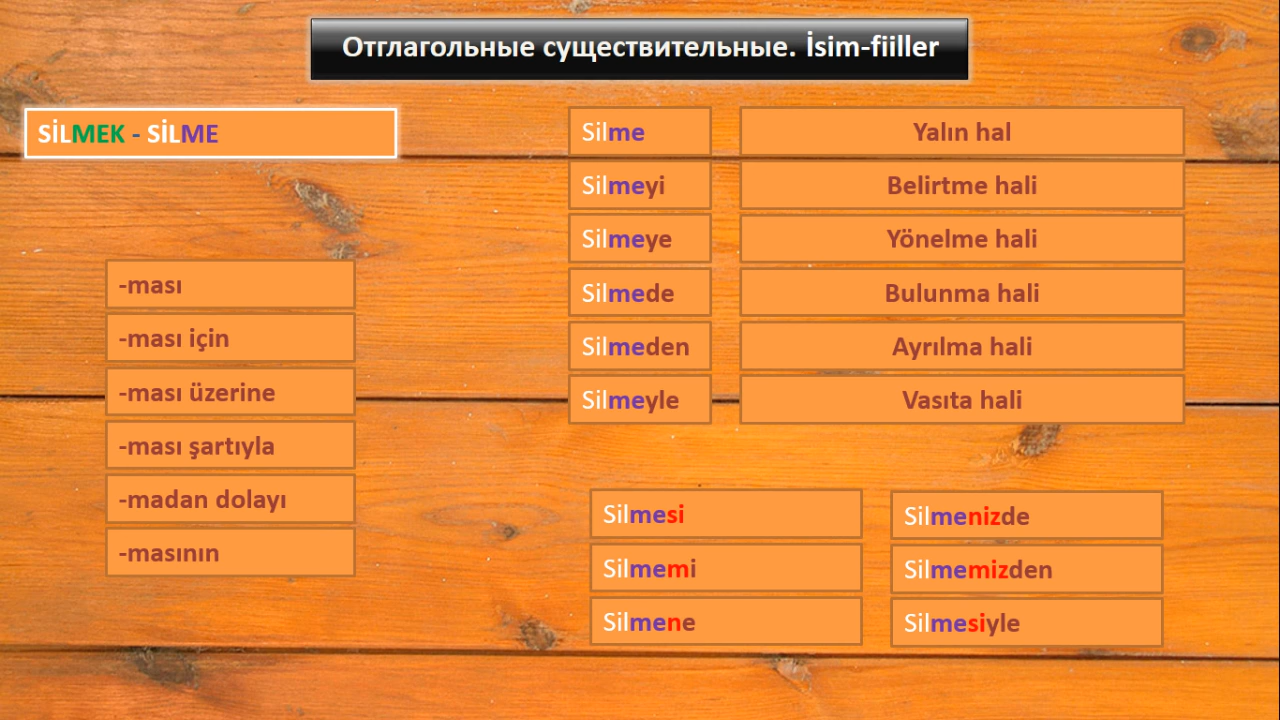 Отглагольные существительные. İsim-fiiller
SİLMEK - SİLME
-ması
-ması için
-ması üzerine
-ması şartıyla
-madan dolayı
-masının
Silme Yalın hal
Silmeyi Belirtme hali
Silmeye Yönelme hali
Silmede Bulunma hali
Silmeden Ayrılma hali
Silmeyle Vasıta hali
Silmesi Silmenizde
Silmemi Silmemizden
Silmene Silmesiyle